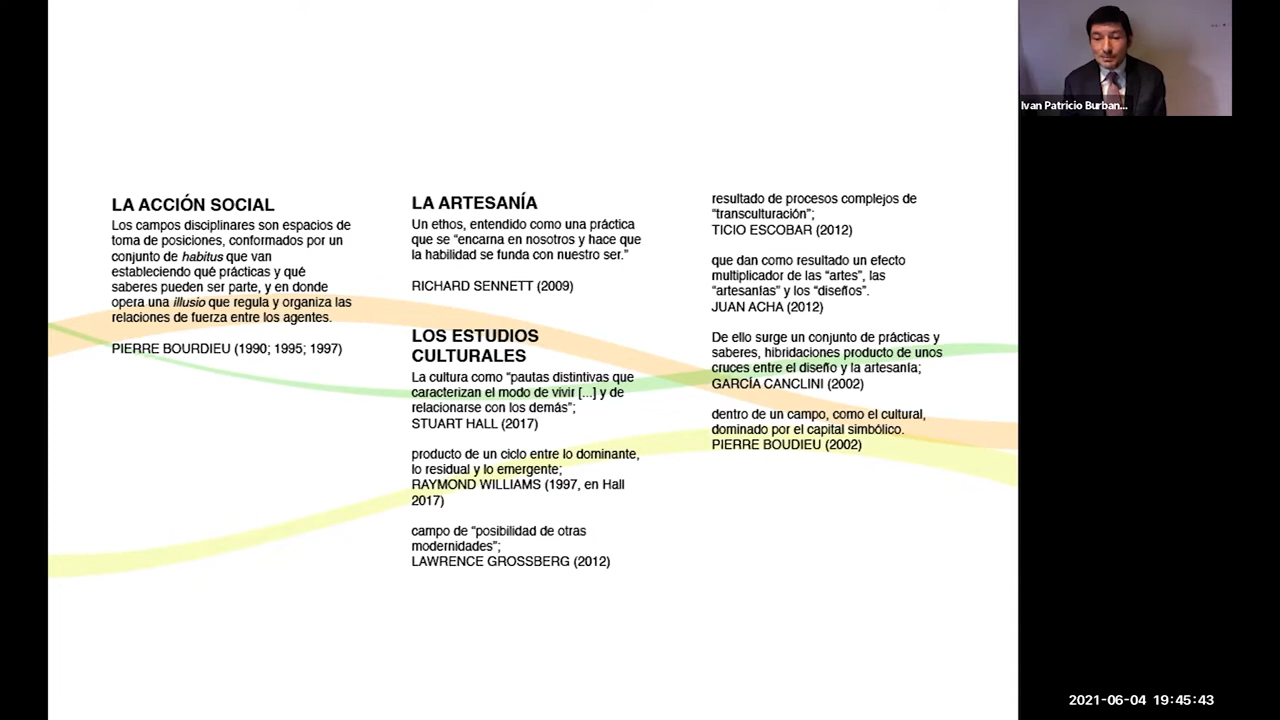 LA ACCIÓN SOCIAL
Los campos disciplinares son espacios de
toma de posiciones, conformados por un
conjunto de habitus que van
estableciendo qué prácticas y qué
saberes pueden ser parte, y en donde
opera una illusio que regula y organiza las
relaciones de fuerza entre los agentes.
PIERRE BOURDIEU (1990; 1995; 1997)
LA ARTESANÍA
Un ethos, entendido como una práctica
que se “encarna en nosotros y hace que
la habilidad se funda con nuestro ser.”
RICHARD SENNETT (2009)
LOS ESTUDIOS
CULTURALES
La cultura como “pautas distintivas que
caracterizan el modo de vivir [...] y de
relacionarse con los demás”;
STUART HALL (2017)
producto de un ciclo entre lo dominante,
lo residual y lo emergente;
RAYMOND WILLIAMS (1997, en Hall
2017)
campo de “posibilidad de otras
modernidades”;
LAWRENCE GROSSBERG (2012)
resultado de procesos complejos de
“transculturación”;
TICIO ESCOBAR (2012)
que dan como resultado un efecto
multiplicador de las “artes”, las
“artesanías” y los “diseños”.
JUAN ACHA (2012)
De ello surge un conjunto de prácticas y
saberes, hibridaciones producto de unos
cruces entre el diseño y la artesanía;
GARCÍA CANCLINI (2002)
dentro de un campo, como el cultural,
dominado por el capital simbólico.
PIERRE BOUDIEU (2002)
Ivan Patricio Burban...
2021-06-04 19:45:43